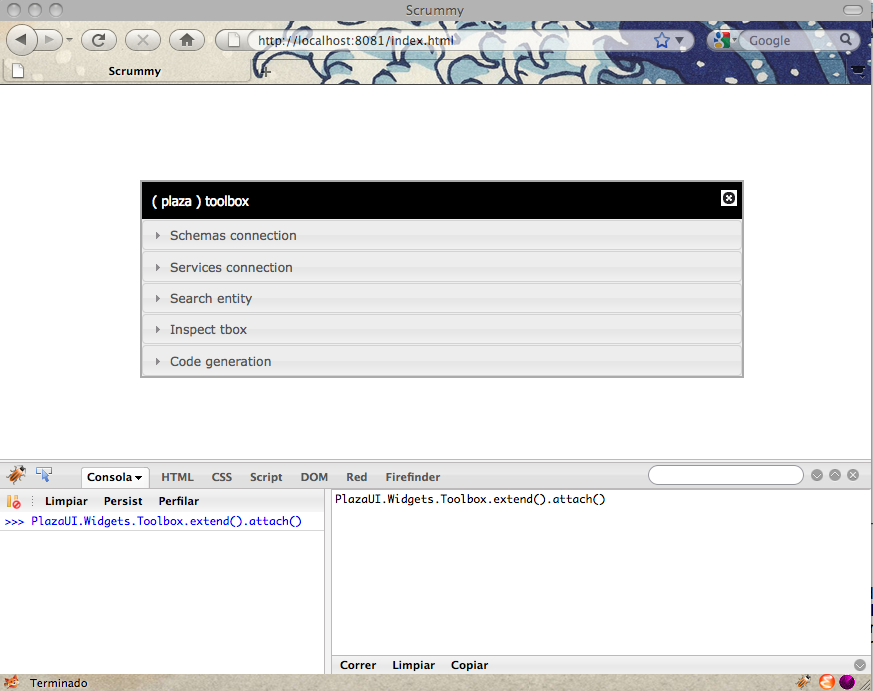 Scrummy
http://localhost:8081/index.html
Google
Scrummy
( plaza ) toolbox
Schemas connection
Services connection
Search entity
Inspect tbox
Code generation
Consola HTML CSS Script DOM Red Firefinder
Limpiar Persist Perfilar
>>> PlazaUI.Widgets.Toolbox.extend().attach()
PlazaUI.Widgets.Toolbox.extend().attach()
Correr Limpiar Copiar
Terminado